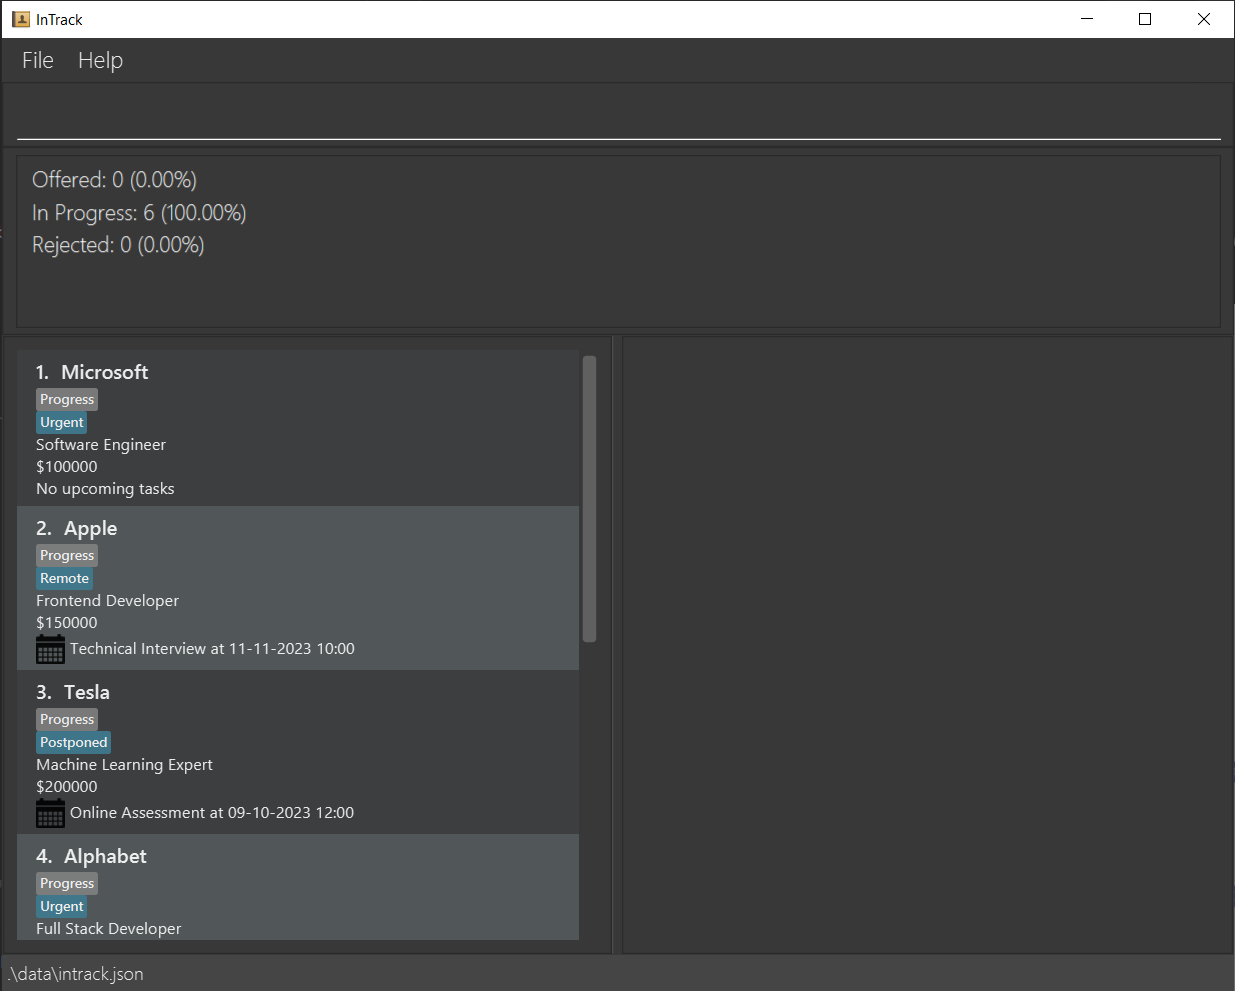 InTrack
File Help
Offered: 0 (0.00%)
In Progress: 6 (100.00%)
Rejected: 0 (0.00%)
1. Microsoft
Progress
Urgent
Software Engineer
$100000
No upcoming tasks
2. Apple
Progress
Remote
Frontend Developer
$150000
Technical Interview at 11-11-2023 10:00
3. Tesla
Progress
Postponed
Machine Learning Expert
$200000
Online Assessment at 09-10-2023 12:00
4. Alphabet
Progress
Urgent
Full Stack Developer
.\data\intrack.json